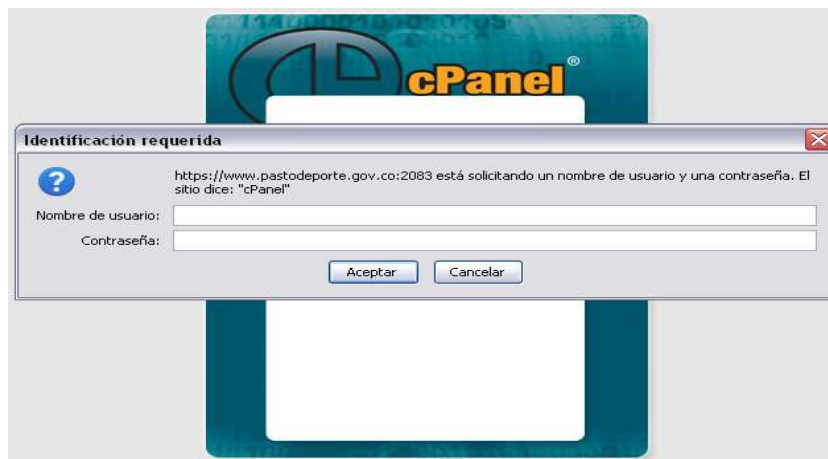 cPanel®
Identificación requerida
https://www.pastodeporte.gov.co:2083 está solicitando un nombre de usuario y una contraseña. El
sitio dice: "cPanel"
Nombre de usuario:
Contraseña:
Aceptar
Cancelar